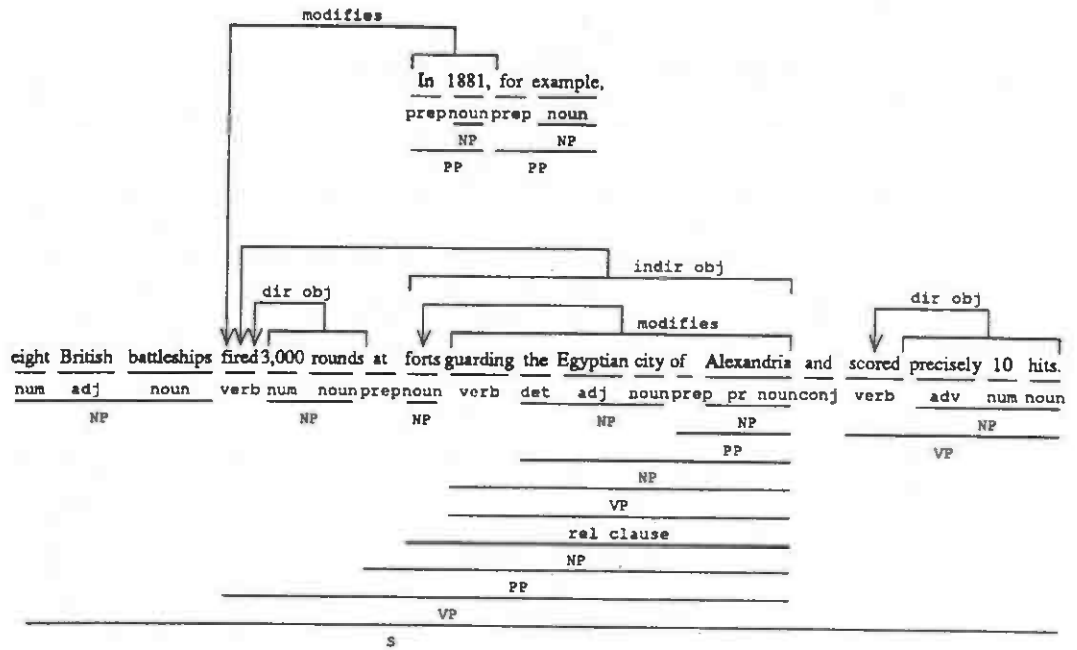 modifies
In 1881, for example,
prep noun prep noun
NP NP
PP PP
indir obj
dir obj dir obj
modifies
eight British battleships fired 3,000 rounds at forts guarding the Egyptian city of Alexandria and scored precisely 10 hits.
num adj noun verb num noun prep noun verb det adj noun prep pr noun conj verb adv num noun
NP NP NP NP NP NP
PP VP
NP
VP
rel clause
NP
PP
VP
S